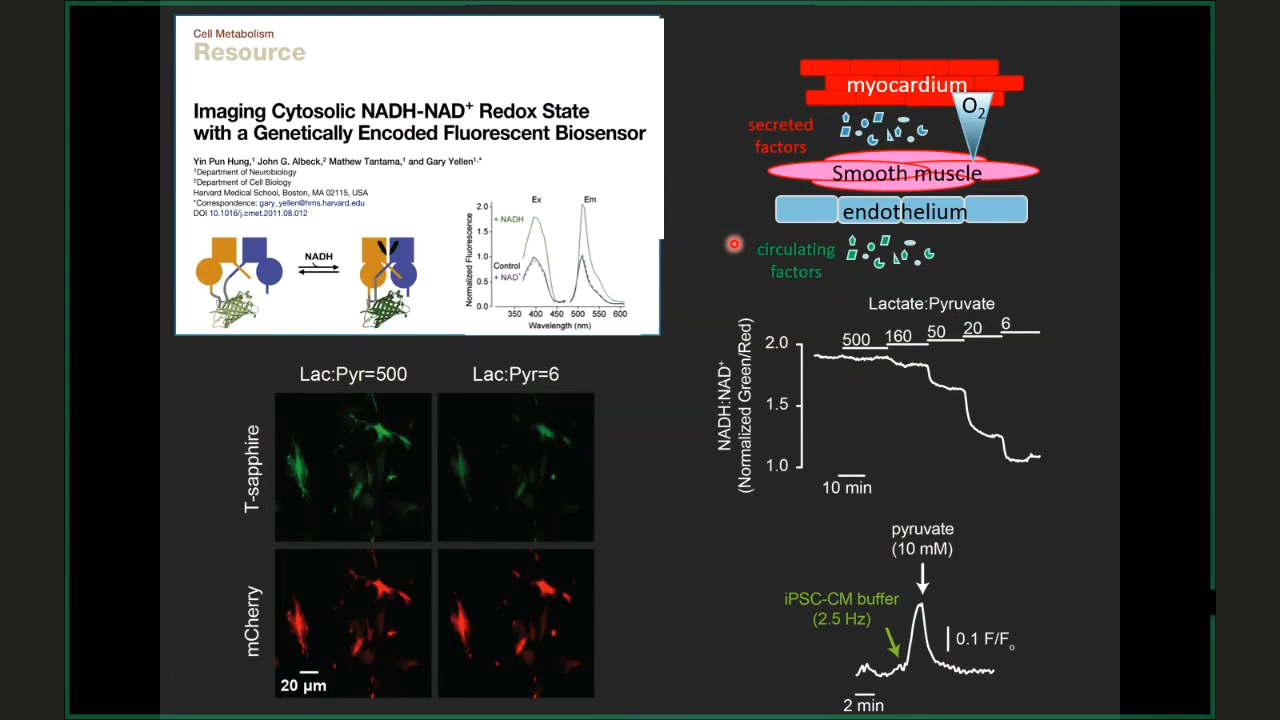 Cell Metabolism
Resource
Imaging Cytosolic NADH-NAD⁺ Redox State
with a Genetically Encoded Fluorescent Biosensor
Yin Pun Hung,¹ John G. Albeck,² Mathew Tantama,¹ and Gary Yellen¹,*
¹Department of Neurobiology
²Department of Cell Biology
Harvard Medical School, Boston, MA 02115, USA
*Correspondence: gary_yellen@hms.harvard.edu
DOI 10.1016/j.cmet.2011.08.012
NADH
Ex
Em
Normalized Fluorescence
2.0
1.5
1.0
0.5
0.0
+ NADH
Control
+ NAD⁺
350 400 450 500 550 600
Wavelength (nm)
myocardium
O₂
secreted
factors
Smooth muscle
endothelium
circulating
factors
Lac:Pyr=500
Lac:Pyr=6
T-sapphire
mCherry
20 µm
Lactate:Pyruvate
500 160 50 20 6
NADH:NAD⁺
(Normalized Green/Red)
2.0
1.5
1.0
10 min
pyruvate
(10 mM)
iPSC-CM buffer
(2.5 Hz)
0.1 F/Fₒ
2 min